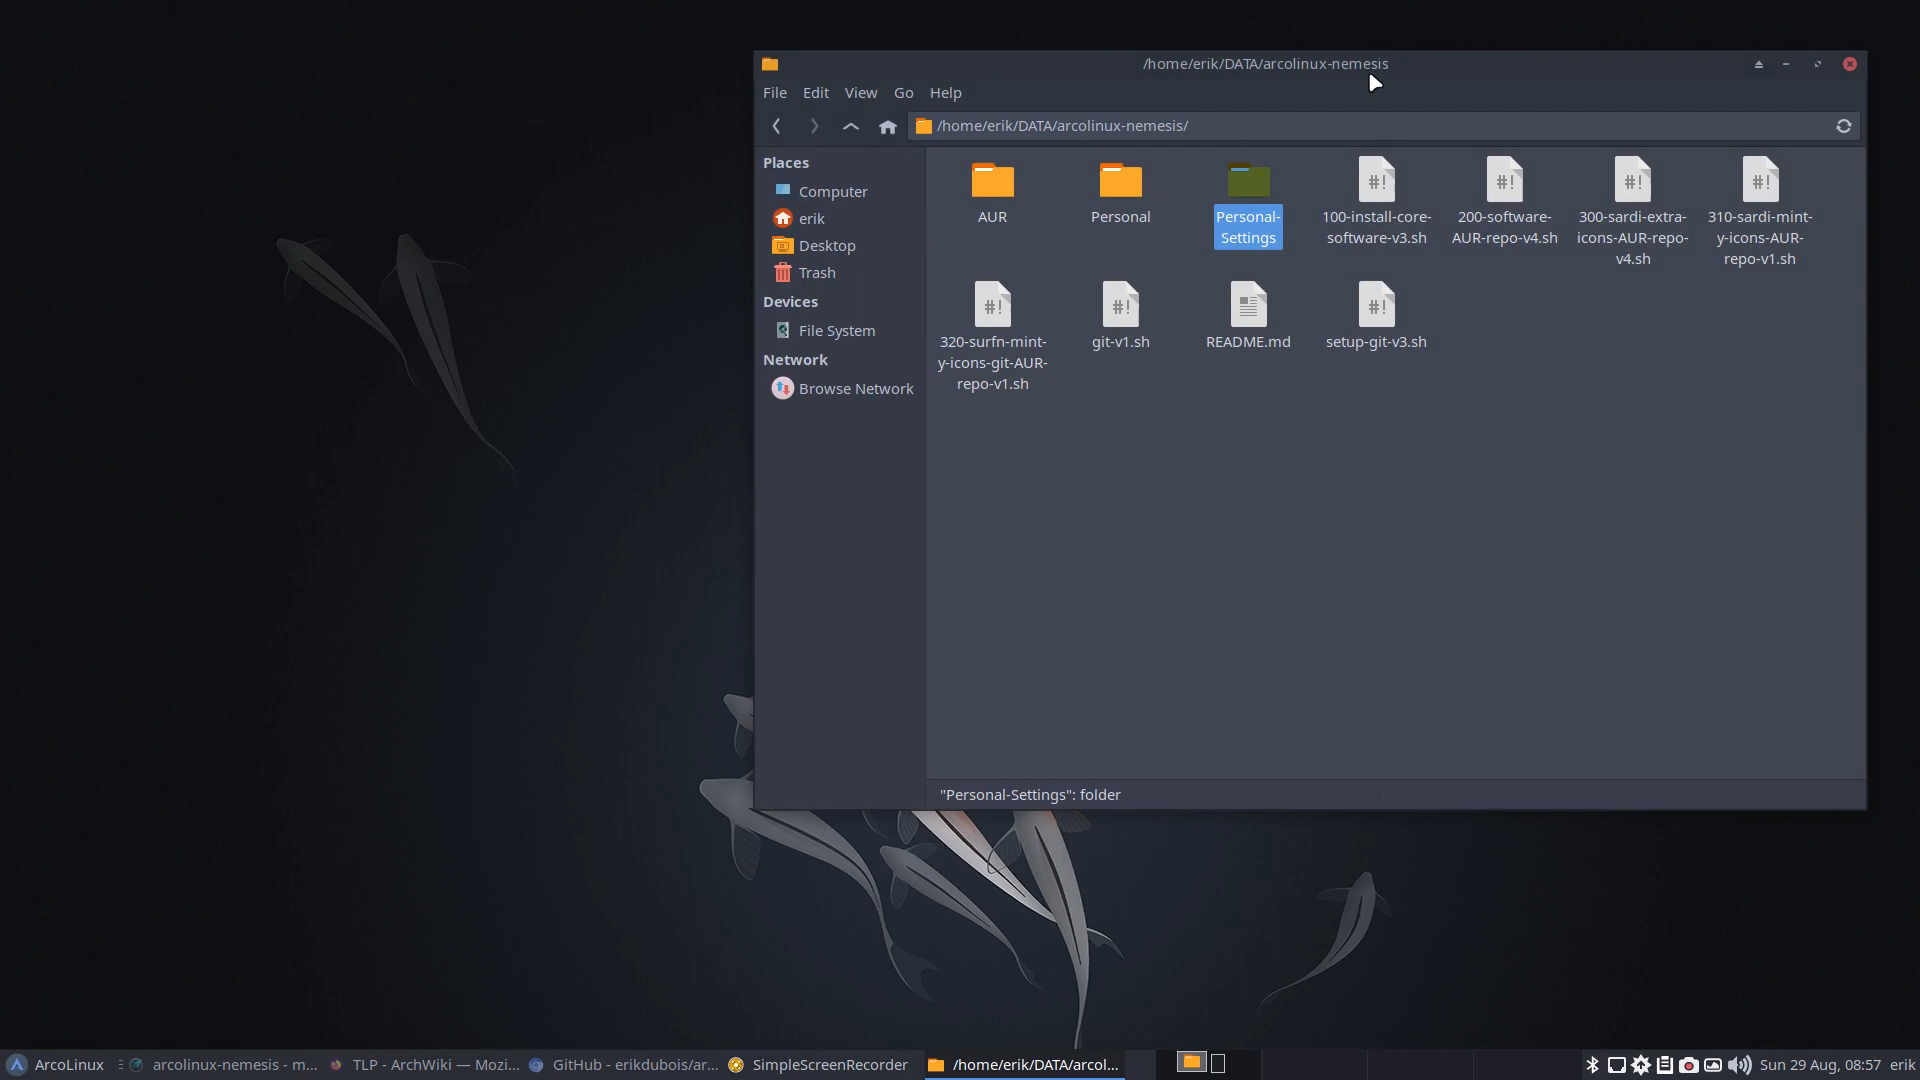 /home/erik/DATA/arcolinux-nemesis
File Edit View Go Help
/home/erik/DATA/arcolinux-nemesis/
Places
Computer
erik
Desktop
Trash
Devices
File System
Network
Browse Network
AUR
Personal
Personal-
Settings
100-install-core-
software-v3.sh
200-software-
AUR-repo-v4.sh
300-sardi-extra-
icons-AUR-repo-
v4.sh
310-sardi-mint-
y-icons-AUR-
repo-v1.sh
320-surfn-mint-
y-icons-git-AUR-
repo-v1.sh
git-v1.sh
README.md
setup-git-v3.sh
"Personal-Settings": folder
ArcoLinux arcolinux-nemesis - m... TLP - ArchWiki — Mozi... GitHub - erikdubois/ar... SimpleScreenRecorder /home/erik/DATA/arcol... Sun 29 Aug, 08:57 erik